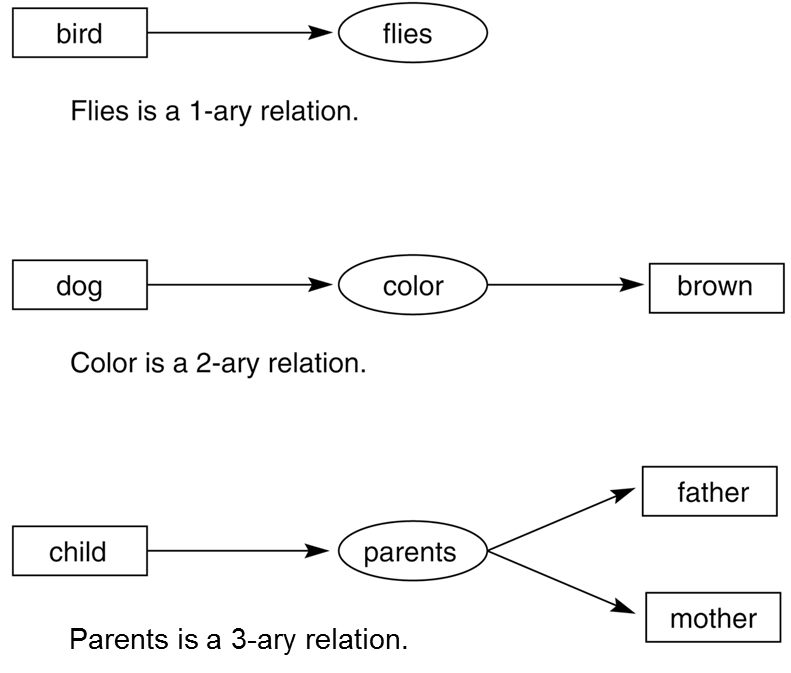 bird flies
Flies is a 1-ary relation.
dog color brown
Color is a 2-ary relation.
father
child parents
mother
Parents is a 3-ary relation.